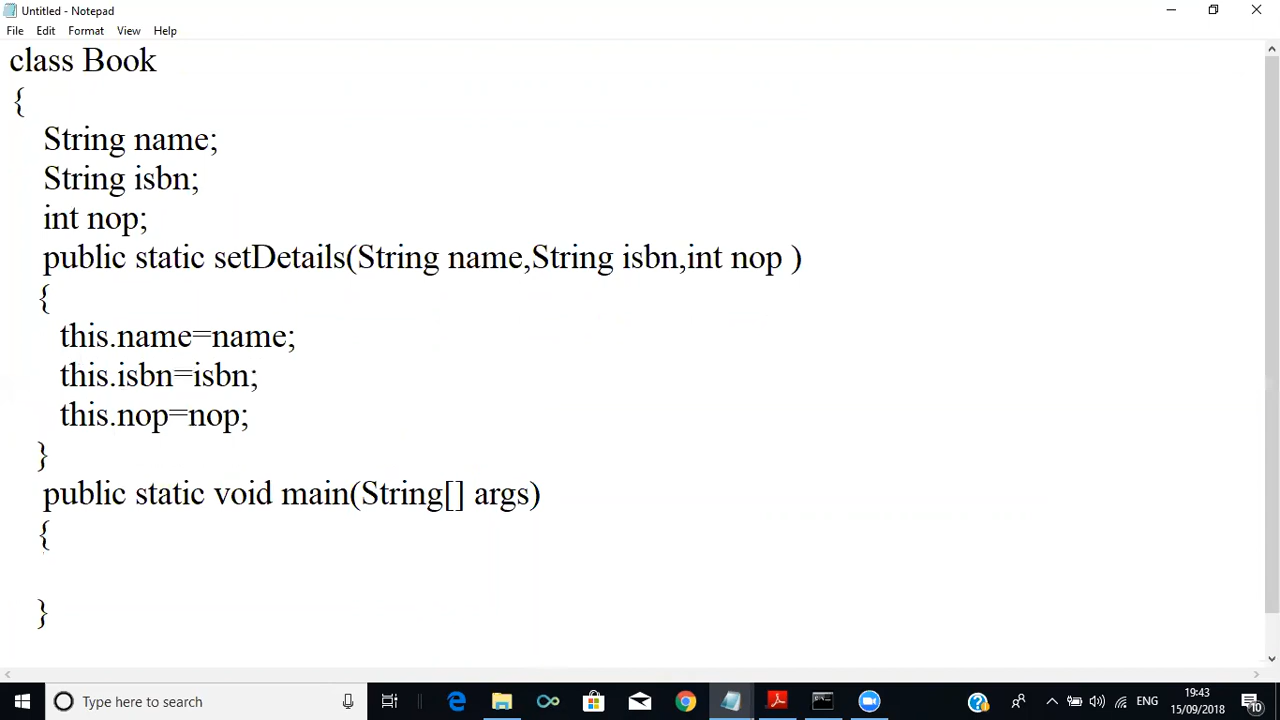 Untitled - Notepad
File Edit Format View Help
class Book
{
String name;
String isbn;
int nop;
public static setDetails(String name,String isbn,int nop )
{
this.name=name;
this.isbn=isbn;
this.nop=nop;
}
public static void main(String[] args)
{
}
Type here to search
ENG
19:43
15/09/2018
10